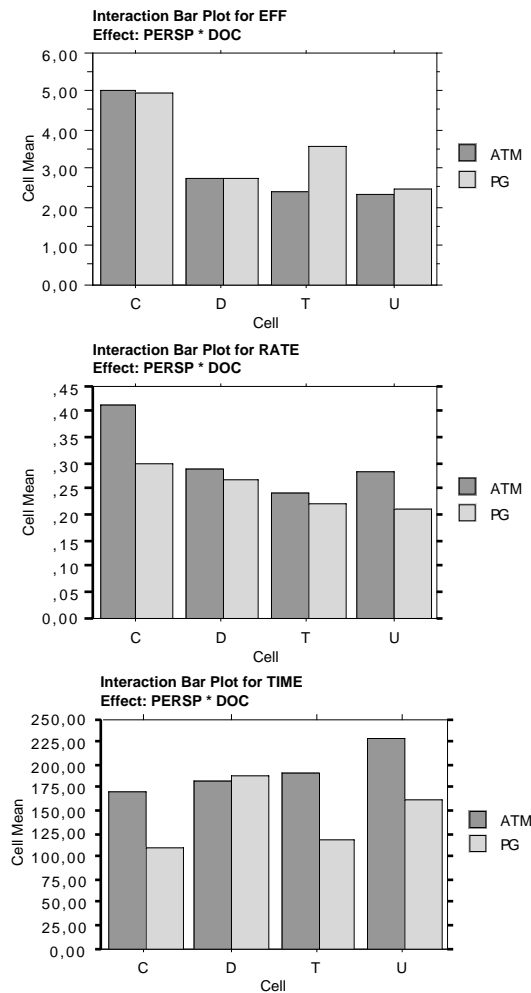 Interaction Bar Plot for EFF
Effect: PERSP * DOC
6,00
5,00
4,00
3,00
2,00
1,00
0,00
Cell Mean
C D T U
Cell
ATM
PG
Interaction Bar Plot for RATE
Effect: PERSP * DOC
,45
,40
,35
,30
,25
,20
,15
,10
,05
0,00
Cell Mean
C D T U
Cell
ATM
PG
Interaction Bar Plot for TIME
Effect: PERSP * DOC
250,00
225,00
200,00
175,00
150,00
125,00
100,00
75,00
50,00
25,00
0,00
Cell Mean
C D T U
Cell
ATM
PG